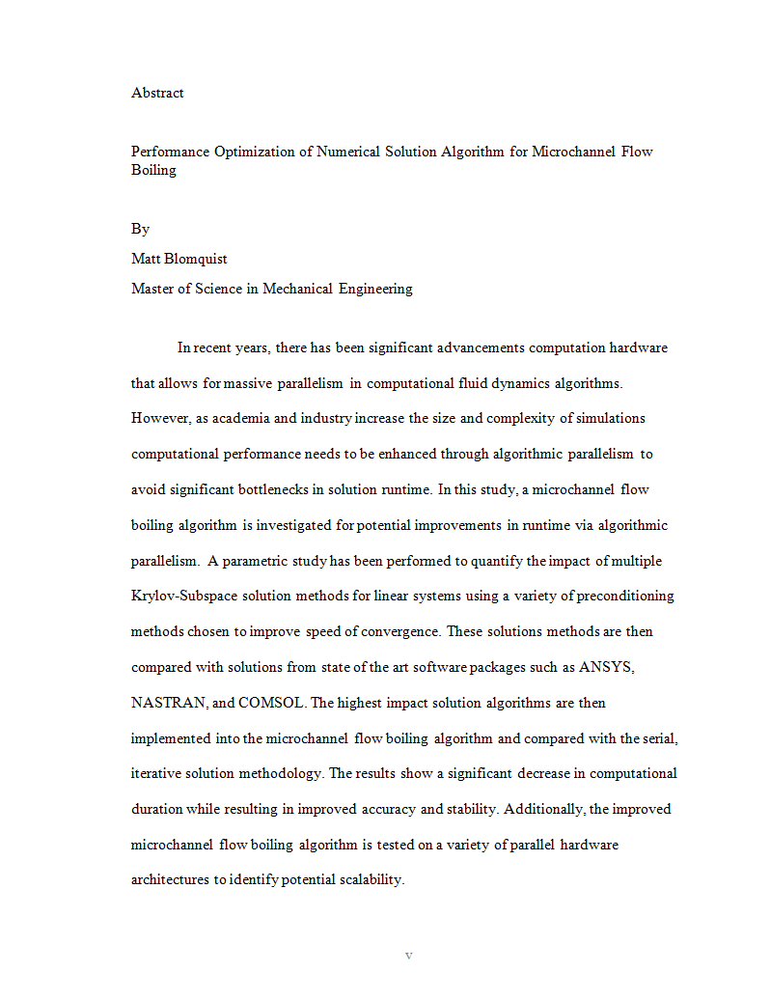 Abstract
Performance Optimization of Numerical Solution Algorithm for Microchannel Flow
Boiling
By
Matt Blomquist
Master of Science in Mechanical Engineering
In recent years, there has been significant advancements computation hardware
that allows for massive parallelism in computational fluid dynamics algorithms.
However, as academia and industry increase the size and complexity of simulations
computational performance needs to be enhanced through algorithmic parallelism to
avoid significant bottlenecks in solution runtime. In this study, a microchannel flow
boiling algorithm is investigated for potential improvements in runtime via algorithmic
parallelism. A parametric study has been performed to quantify the impact of multiple
Krylov-Subspace solution methods for linear systems using a variety of preconditioning
methods chosen to improve speed of convergence. These solutions methods are then
compared with solutions from state of the art software packages such as ANSYS,
NASTRAN, and COMSOL. The highest impact solution algorithms are then
implemented into the microchannel flow boiling algorithm and compared with the serial,
iterative solution methodology. The results show a significant decrease in computational
duration while resulting in improved accuracy and stability. Additionally, the improved
microchannel flow boiling algorithm is tested on a variety of parallel hardware
architectures to identify potential scalability.
v